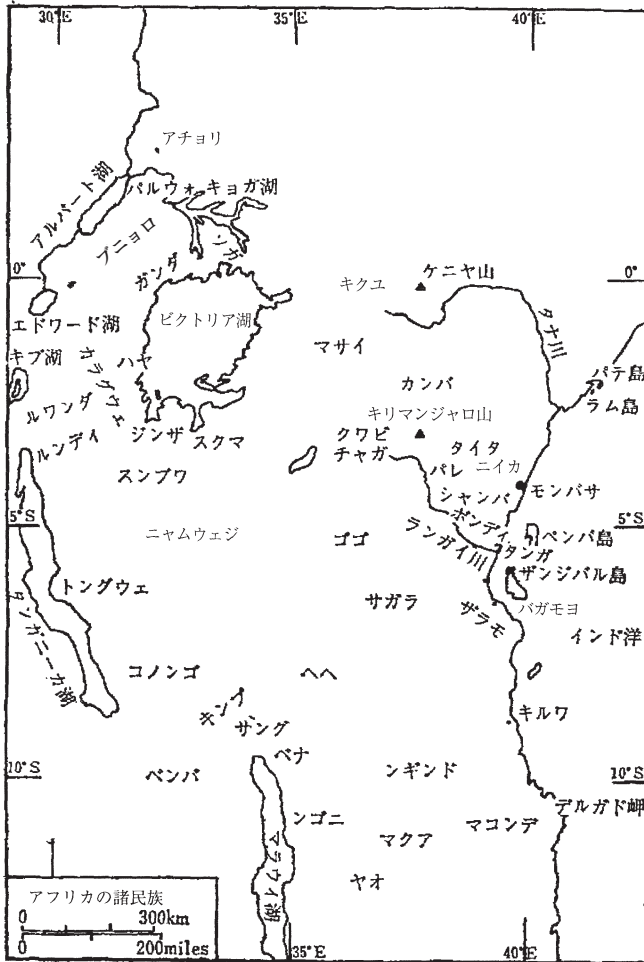 30°E
35°E
40°E
アチョリ
アルバート湖
パルウォ
キョガ湖
ブニョロ
ソガ
ガンダ
0°
0°
キクユ
ケニヤ山
エドワード湖
ビクトリア湖
タナ川
キブ湖
カラグウェ
ハヤ
マサイ
パテ島
ラム島
カンバ
ルワンダ
キリマンジャロ山
ルンディ
ジンザ
スクマ
クワビ
チャガ
タイタ
パレ
ニイカ
スンブワ
シャンバ
モンバサ
5°S
5°S
ニャムウェジ
ゴゴ
ボンディ
ペンバ島
ランガイ川
タンガ
トングウェ
ザンジバル島
サガラ
バガモヨ
ザラモ
インド洋
タンガニーカ湖
コノンゴ
ヘヘ
キンブ
キルワ
サング
ベナ
10°S
ベンバ
ンギンド
10°S
デルガド岬
ンゴニ
マコンデ
マクア
マラウィ湖
ヤオ
アフリカの諸民族
0 300km
0 200miles
35°E
40°E